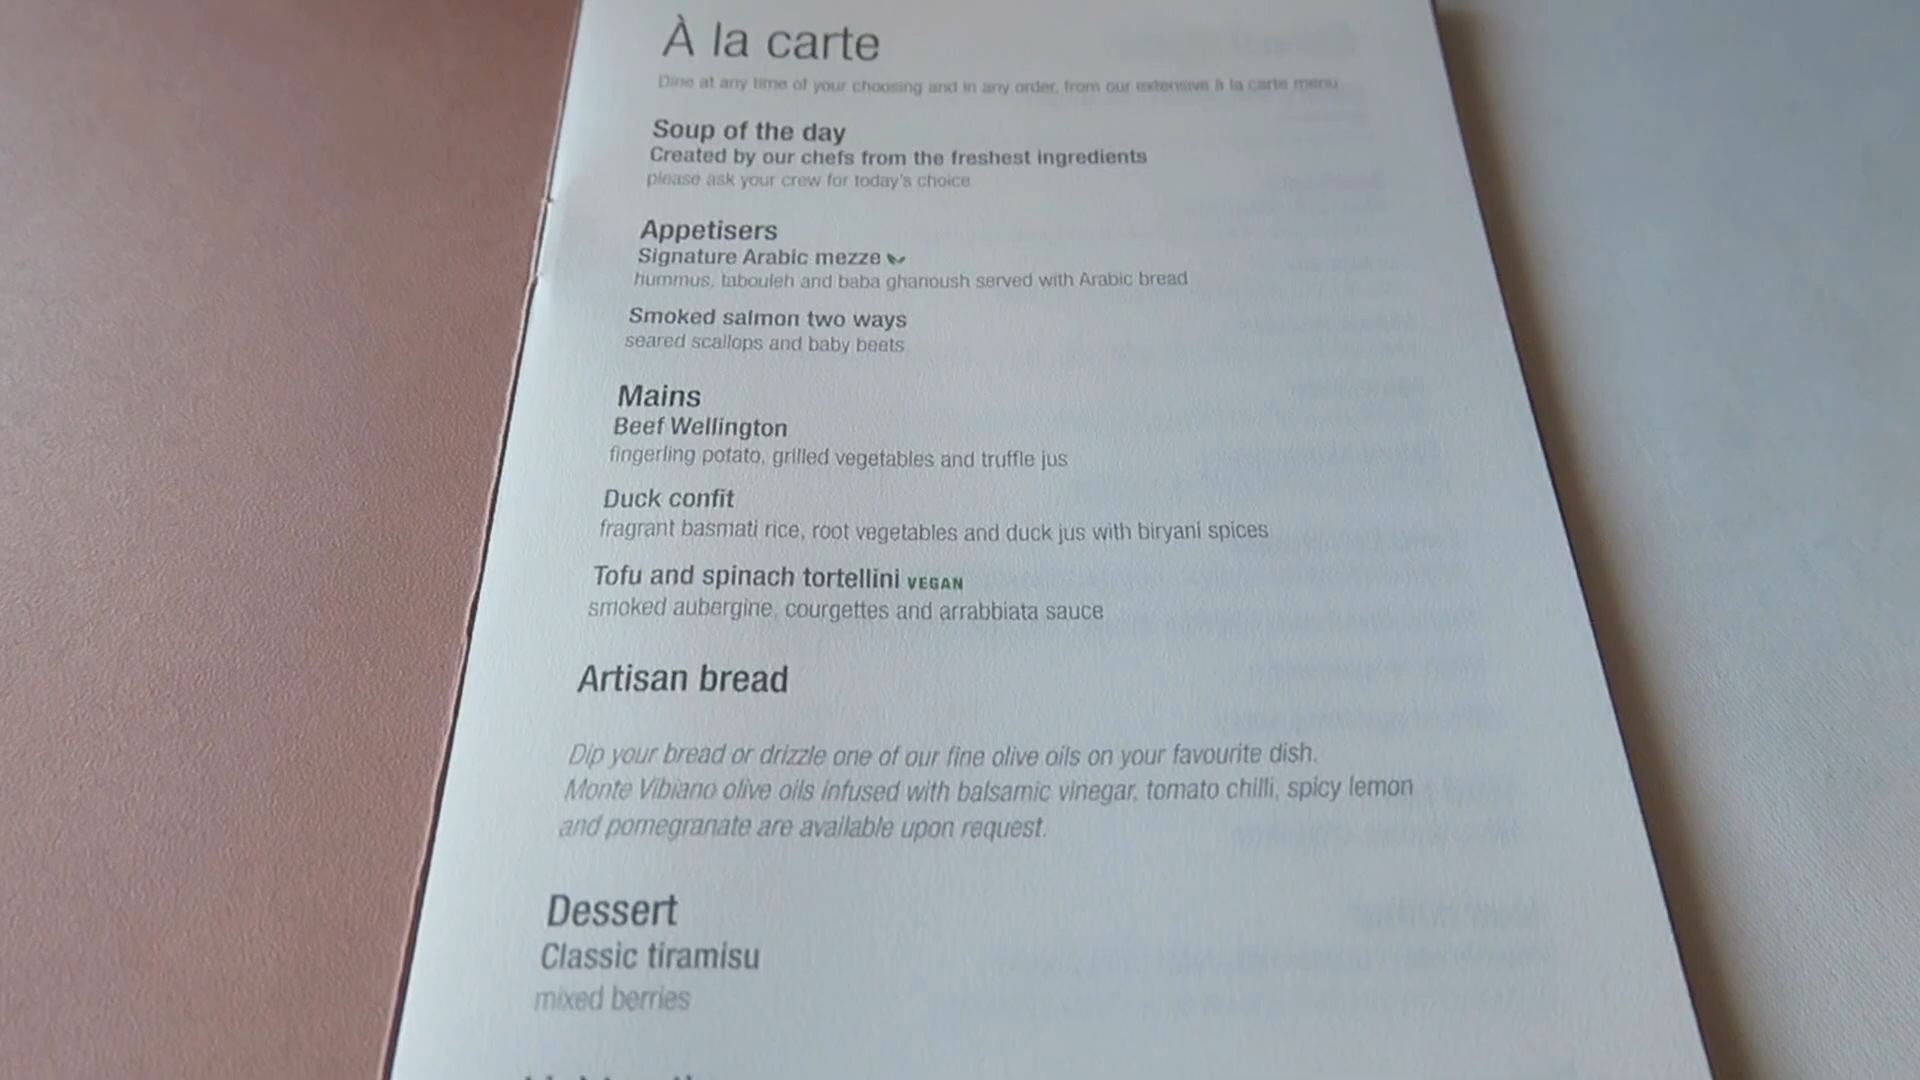 À la carte
Dine at any time of your choosing and in any order, from our extensive à la carte menu
Soup of the day
Created by our chefs from the freshest ingredients
please ask your crew for today's choice
Appetisers
Signature Arabic mezze
hummus, tabouleh and baba ghanoush served with Arabic bread
Smoked salmon two ways
seared scallops and baby beets
Mains
Beef Wellington
fingerling potato, grilled vegetables and truffle jus
Duck confit
fragrant basmati rice, root vegetables and duck jus with biryani spices
Tofu and spinach tortellini VEGAN
smoked aubergine, courgettes and arrabbiata sauce
Artisan bread
Dip your bread or drizzle one of our fine olive oils on your favourite dish.
Monte Vibiano olive oils infused with balsamic vinegar, tomato chilli, spicy lemon
and pomegranate are available upon request.
Dessert
Classic tiramisu
mixed berries